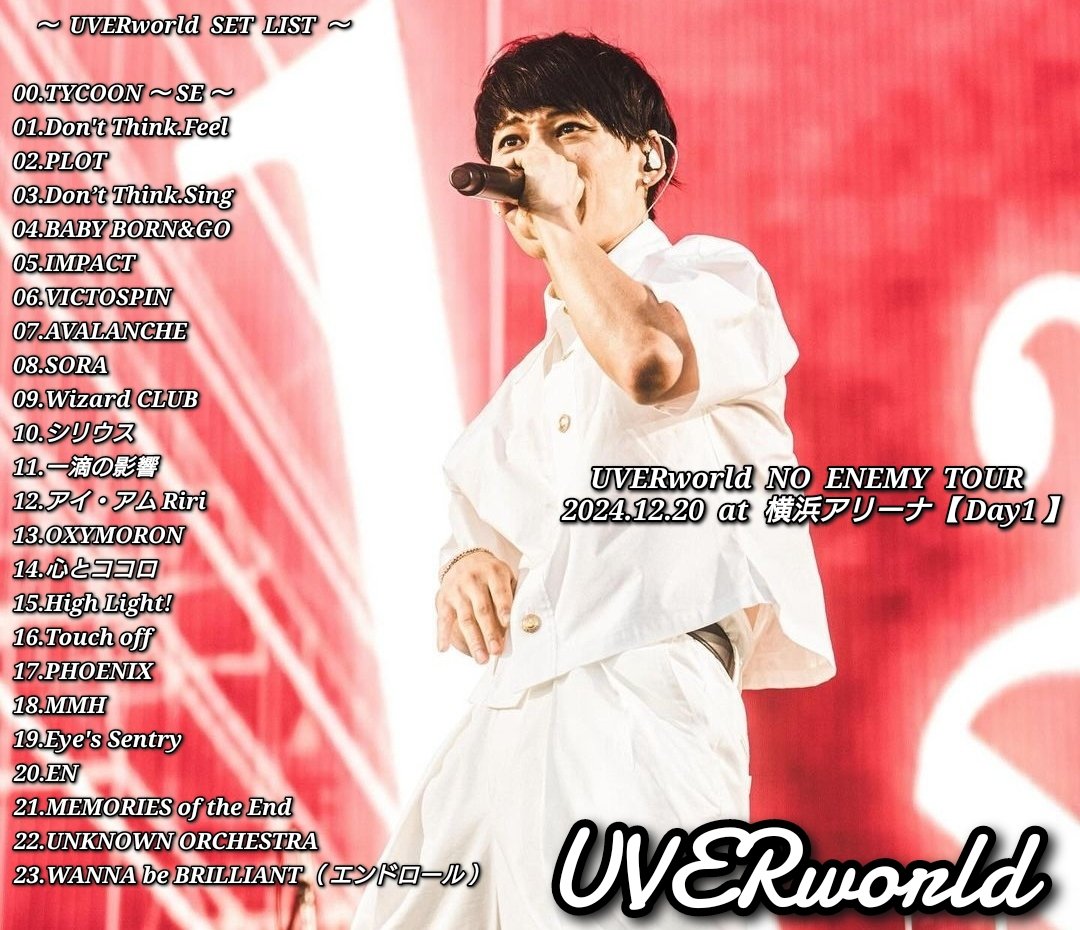 ～ UVERworld SET LIST ～
00.TYCOON ～ SE ～
01.Don't Think.Feel
02.PLOT
03.Don’t Think.Sing
04.BABY BORN&GO
05.IMPACT
06.VICTOSPIN
07.AVALANCHE
08.SORA
09.Wizard CLUB
10.シリウス
11.一滴の影響
12.アイ・アム Riri
13.OXYMORON
14.心とココロ
15.High Light!
16.Touch off
17.PHOENIX
18.MMH
19.Eye's Sentry
20.EN
21.MEMORIES of the End
22.UNKNOWN ORCHESTRA
23.WANNA be BRILLIANT （エンドロール）
UVERworld NO ENEMY TOUR
2024.12.20 at 横浜アリーナ【 Day1 】
UVERworld